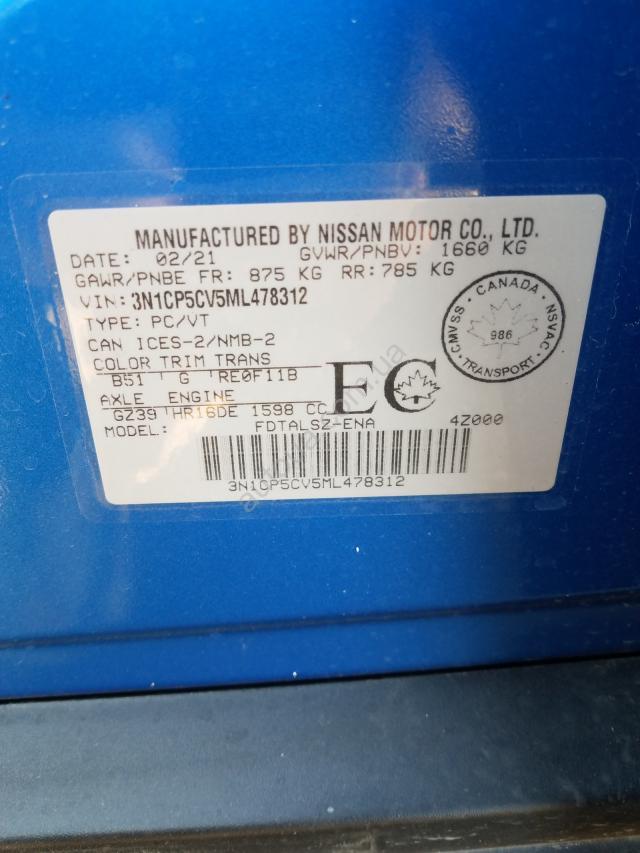 MANUFACTURED BY NISSAN MOTOR CO., LTD.
DATE: 02/21 GVWR/PNBV: 1660 KG
GAWR/PNBE FR: 875 KG RR: 785 KG
VIN: 3N1CP5CV5ML478312
TYPE: PC/VT
CAN ICES-2/NMB-2
COLOR TRIM TRANS
B51 G RE0F11B
AXLE ENGINE
GZ39 HR16DE 1598 CC
MODEL: FDTALSZ-ENA 4Z000
3N1CP5CV5ML478312
EC
CMVSS · CANADA · NSVAC · TRANSPORT ·
986